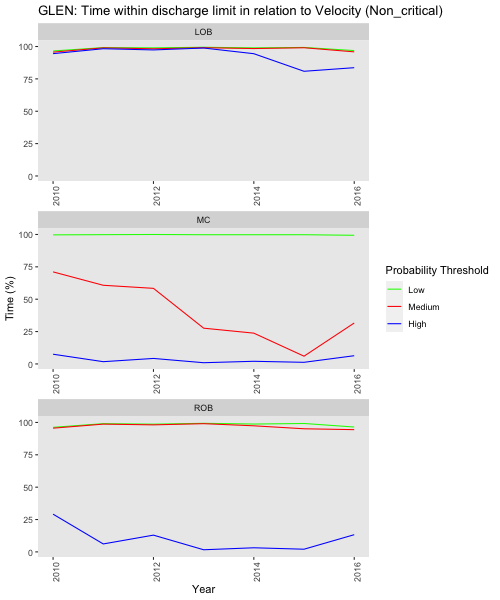 GLEN: Time within discharge limit in relation to Velocity (Non_critical)
LOB
100
75
50
25
0
2010
2012
2014
2016
MC
100
75
50
25
0
2010
2012
2014
2016
ROB
100
75
50
25
0
2010
2012
2014
2016
Time (%)
Year
Probability Threshold
Low
Medium
High